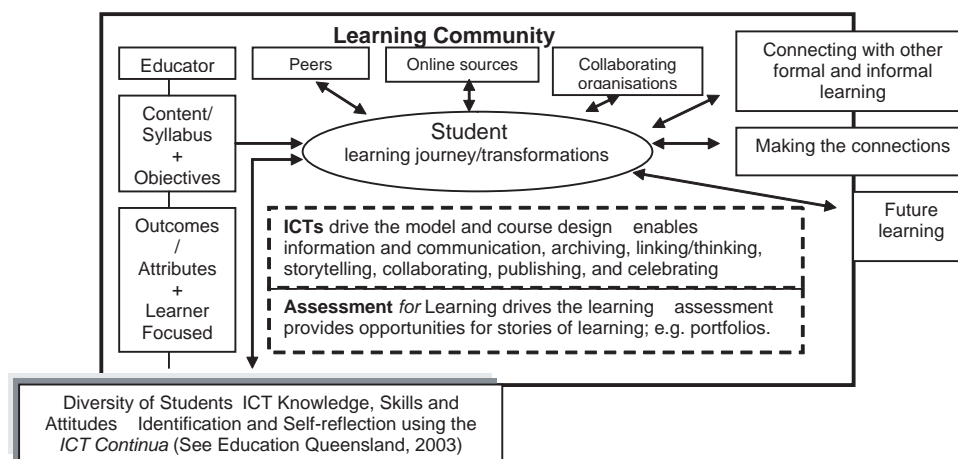 Learning Community
Educator
Peers
Online sources
Collaborating
organisations
Connecting with other
formal and informal
learning
Content/
Syllabus
+
Objectives
Student
learning journey/transformations
Making the connections
Future
learning
Outcomes
/
Attributes
+
Learner
Focused
ICTs drive the model and course design enables
information and communication, archiving, linking/thinking,
storytelling, collaborating, publishing, and celebrating
Assessment for Learning drives the learning assessment
provides opportunities for stories of learning; e.g. portfolios.
Diversity of Students ICT Knowledge, Skills and
Attitudes Identification and Self-reflection using the
ICT Continua (See Education Queensland, 2003)